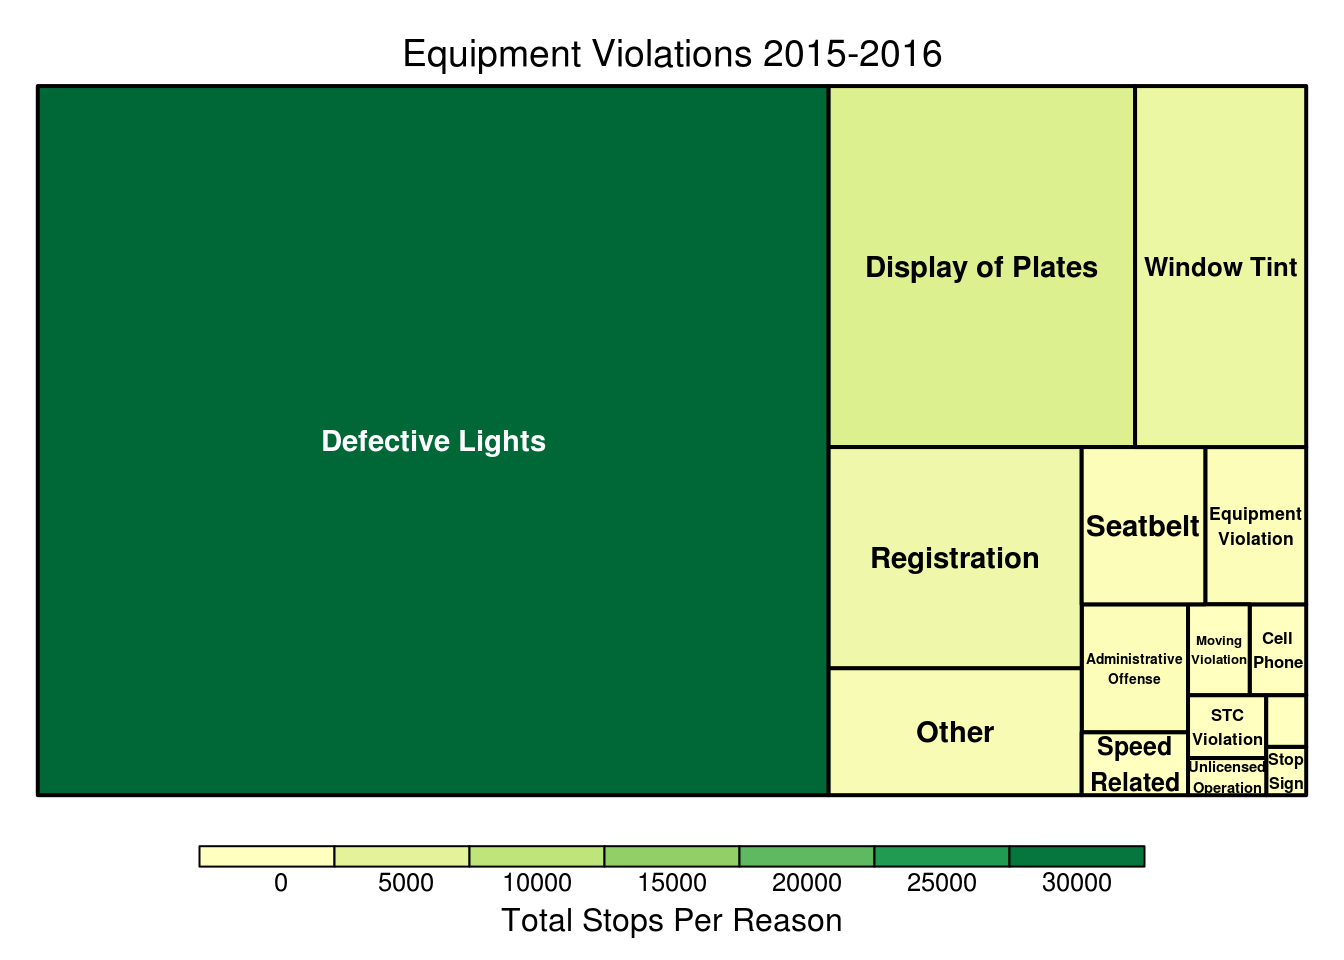 Equipment Violations 2015-2016
Defective Lights
Display of Plates
Window Tint
Registration
Seatbelt
Equipment
Violation
Other
Administrative
Offense
Moving
Violation
Cell
Phone
Speed
Related
STC
Violation
Unlicensed
Operation
Stop
Sign
0 5000 10000 15000 20000 25000 30000
Total Stops Per Reason